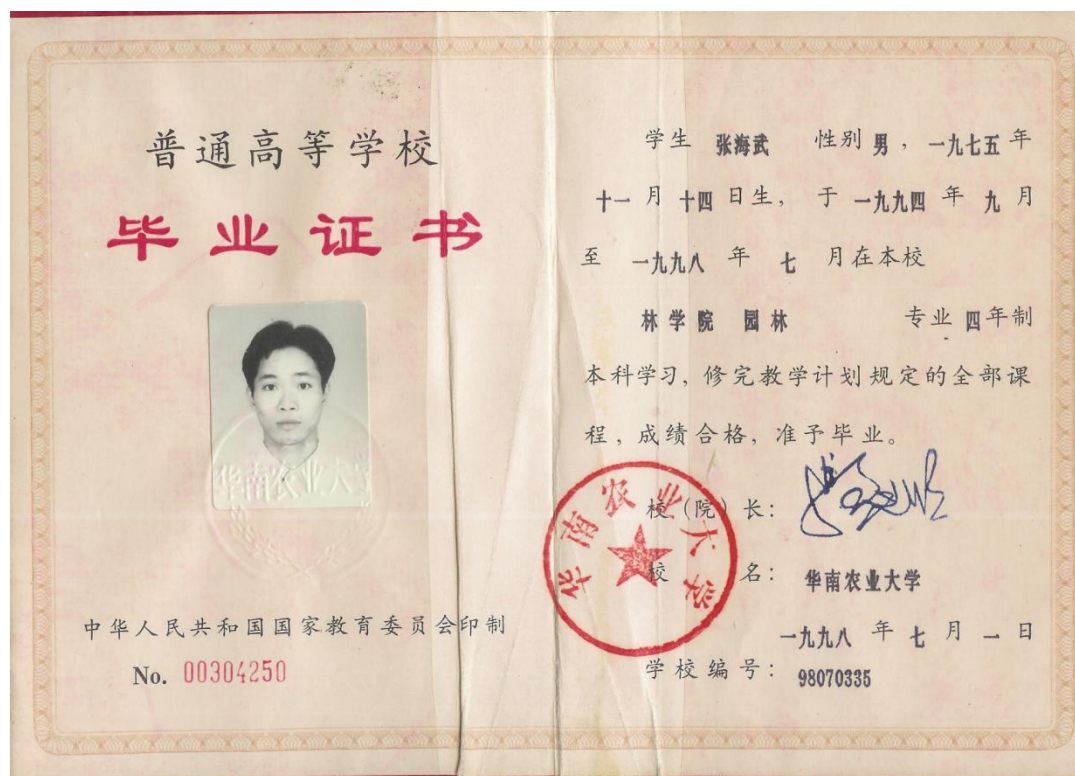 普通高等学校
毕业证书
华南农业大学
中华人民共和国国家教育委员会印制
No. 00304250
学生 张海武 性别 男，一九七五年
十一月十四日生，于一九九四年九月
至一九九八年七月在本校
林学院 园林 专业四年制
本科学习，修完教学计划规定的全部课
程，成绩合格，准予毕业。
校（院）长：
校名：华南农业大学
华南农业大学
一九九八年七月一日
学校编号：98070335